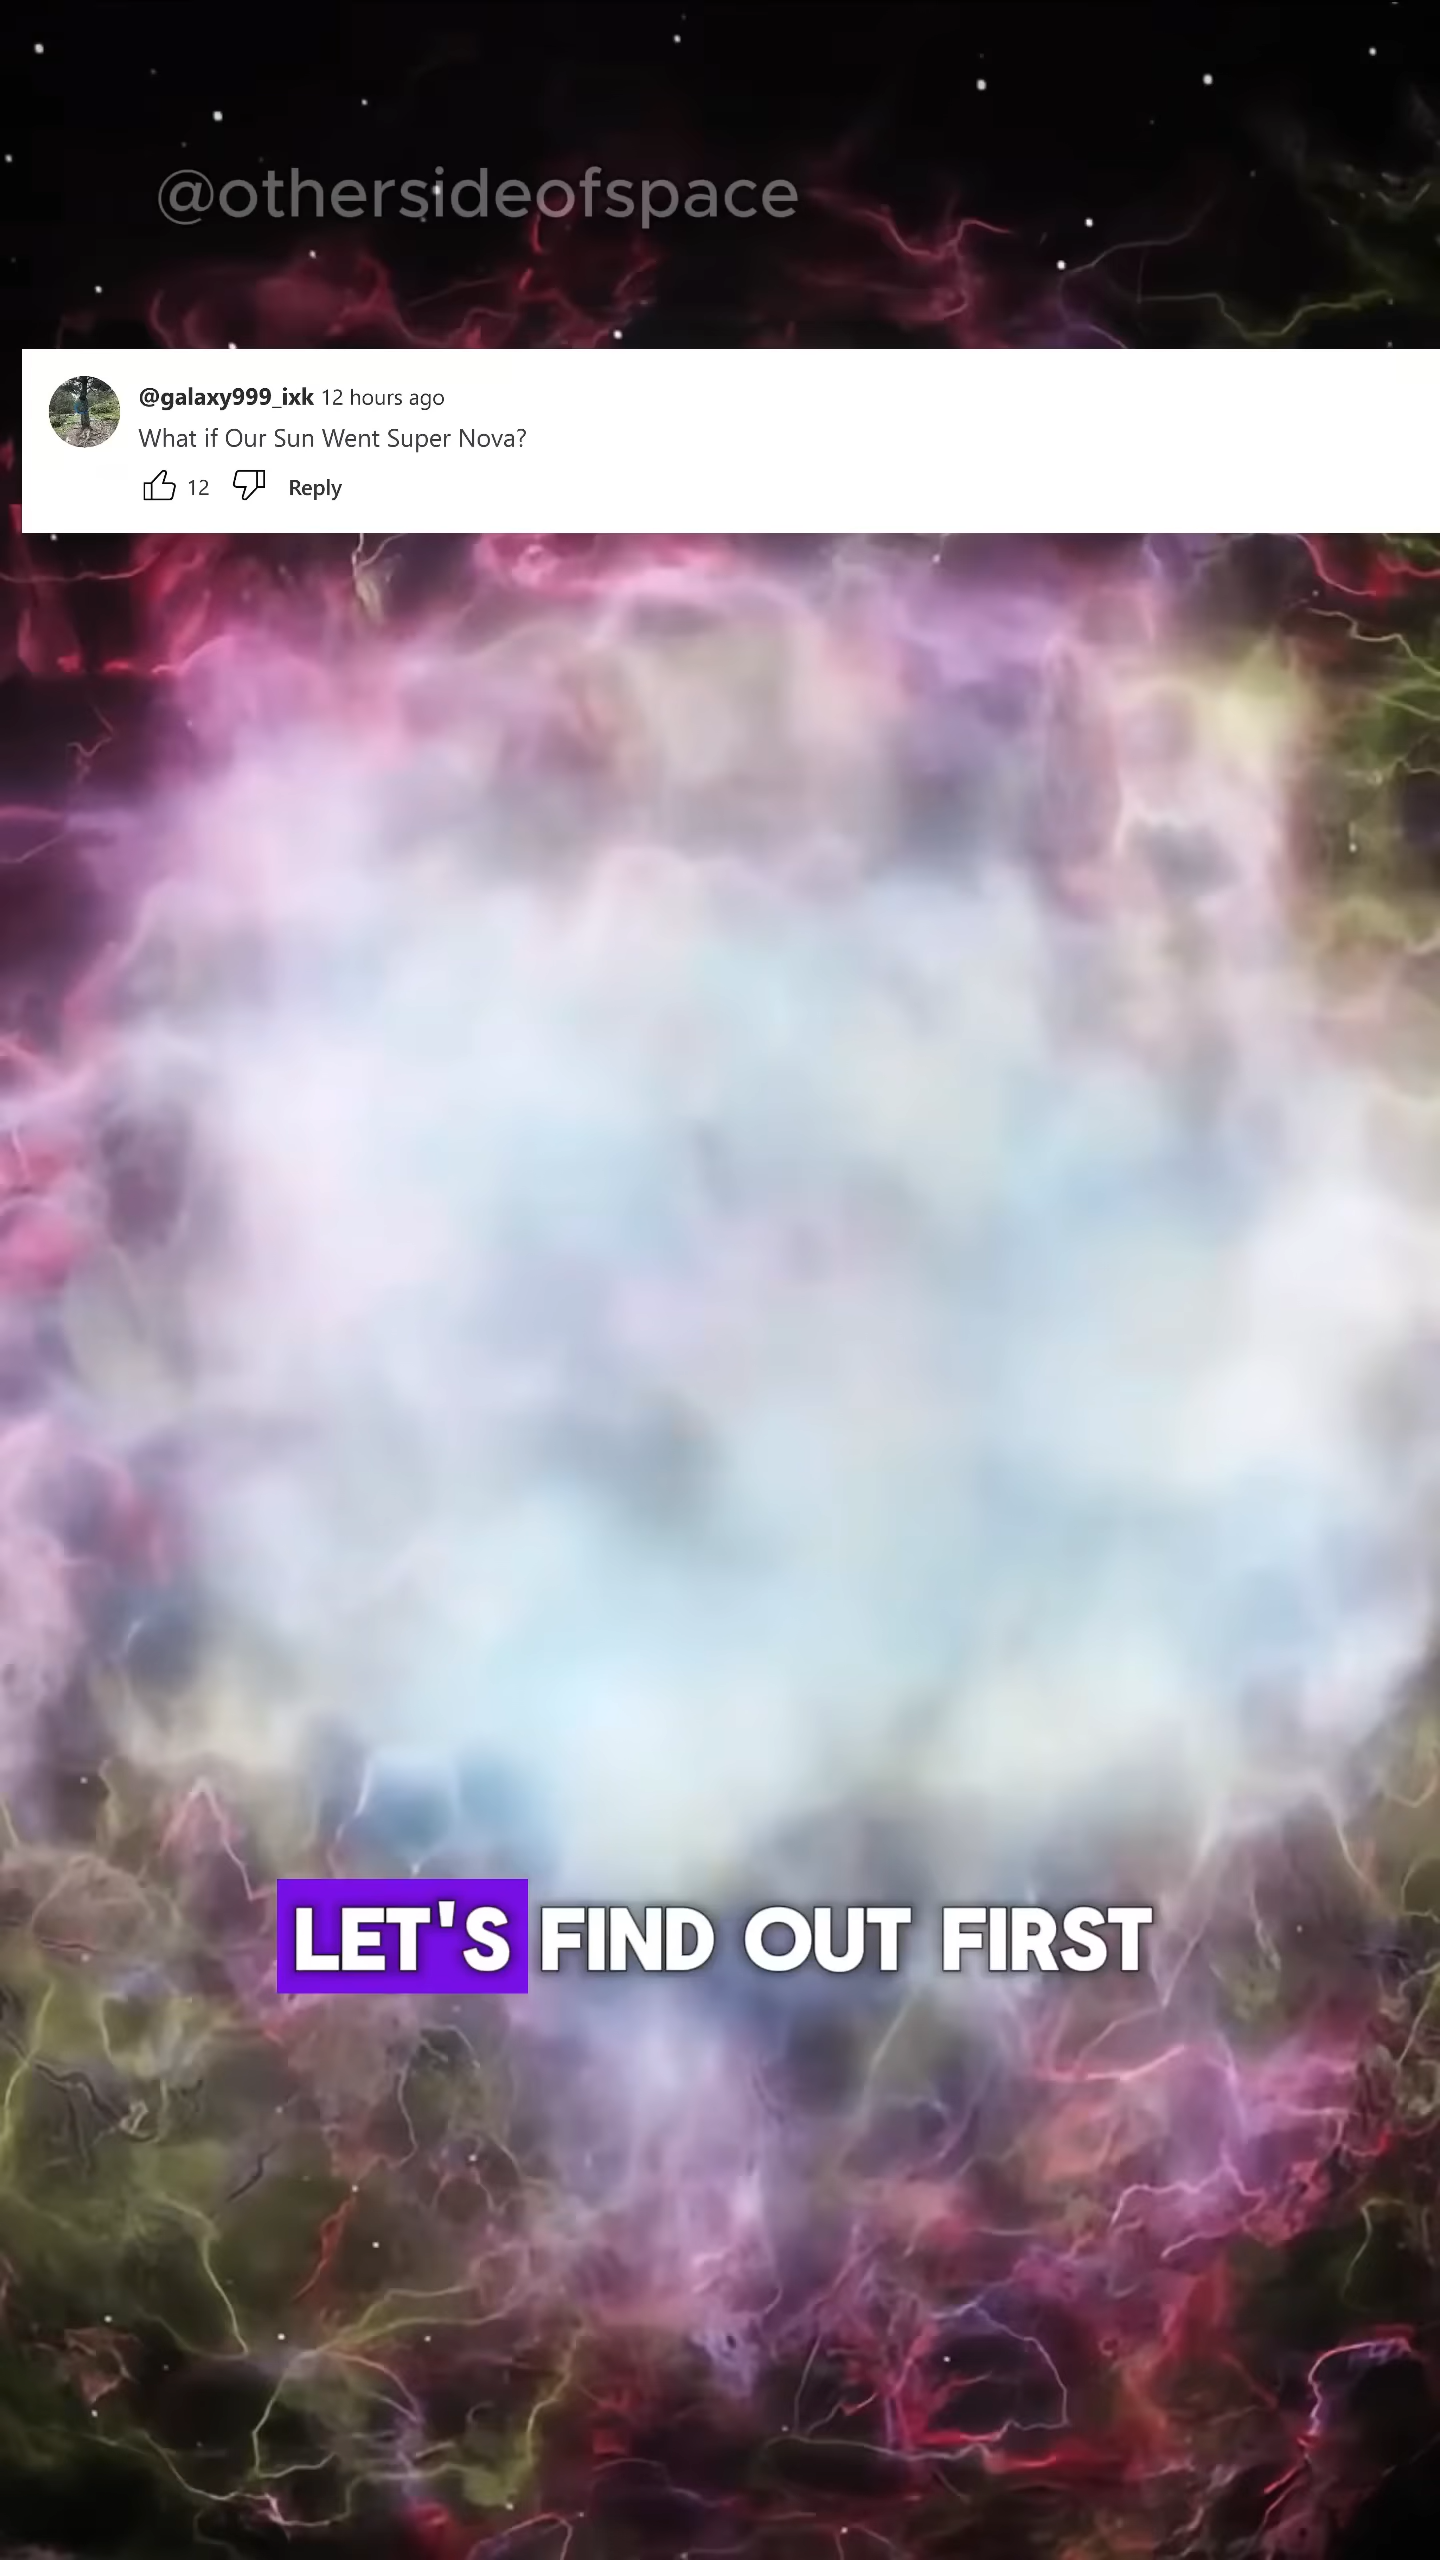 @othersideofspace
@galaxy999_ixk 12 hours ago
What if Our Sun Went Super Nova?
12 Reply
LET'S FIND OUT FIRST